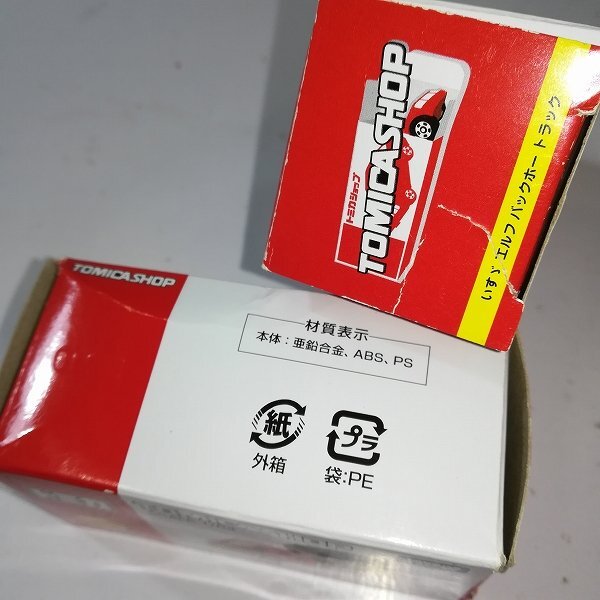 トミカショップ
TOMICASHOP
いすゞ エルフ バックホー トラック
TOMICASHOP
材質表示
本体：亜鉛合金、ABS、PS
紙
外箱
プラ
袋:PE